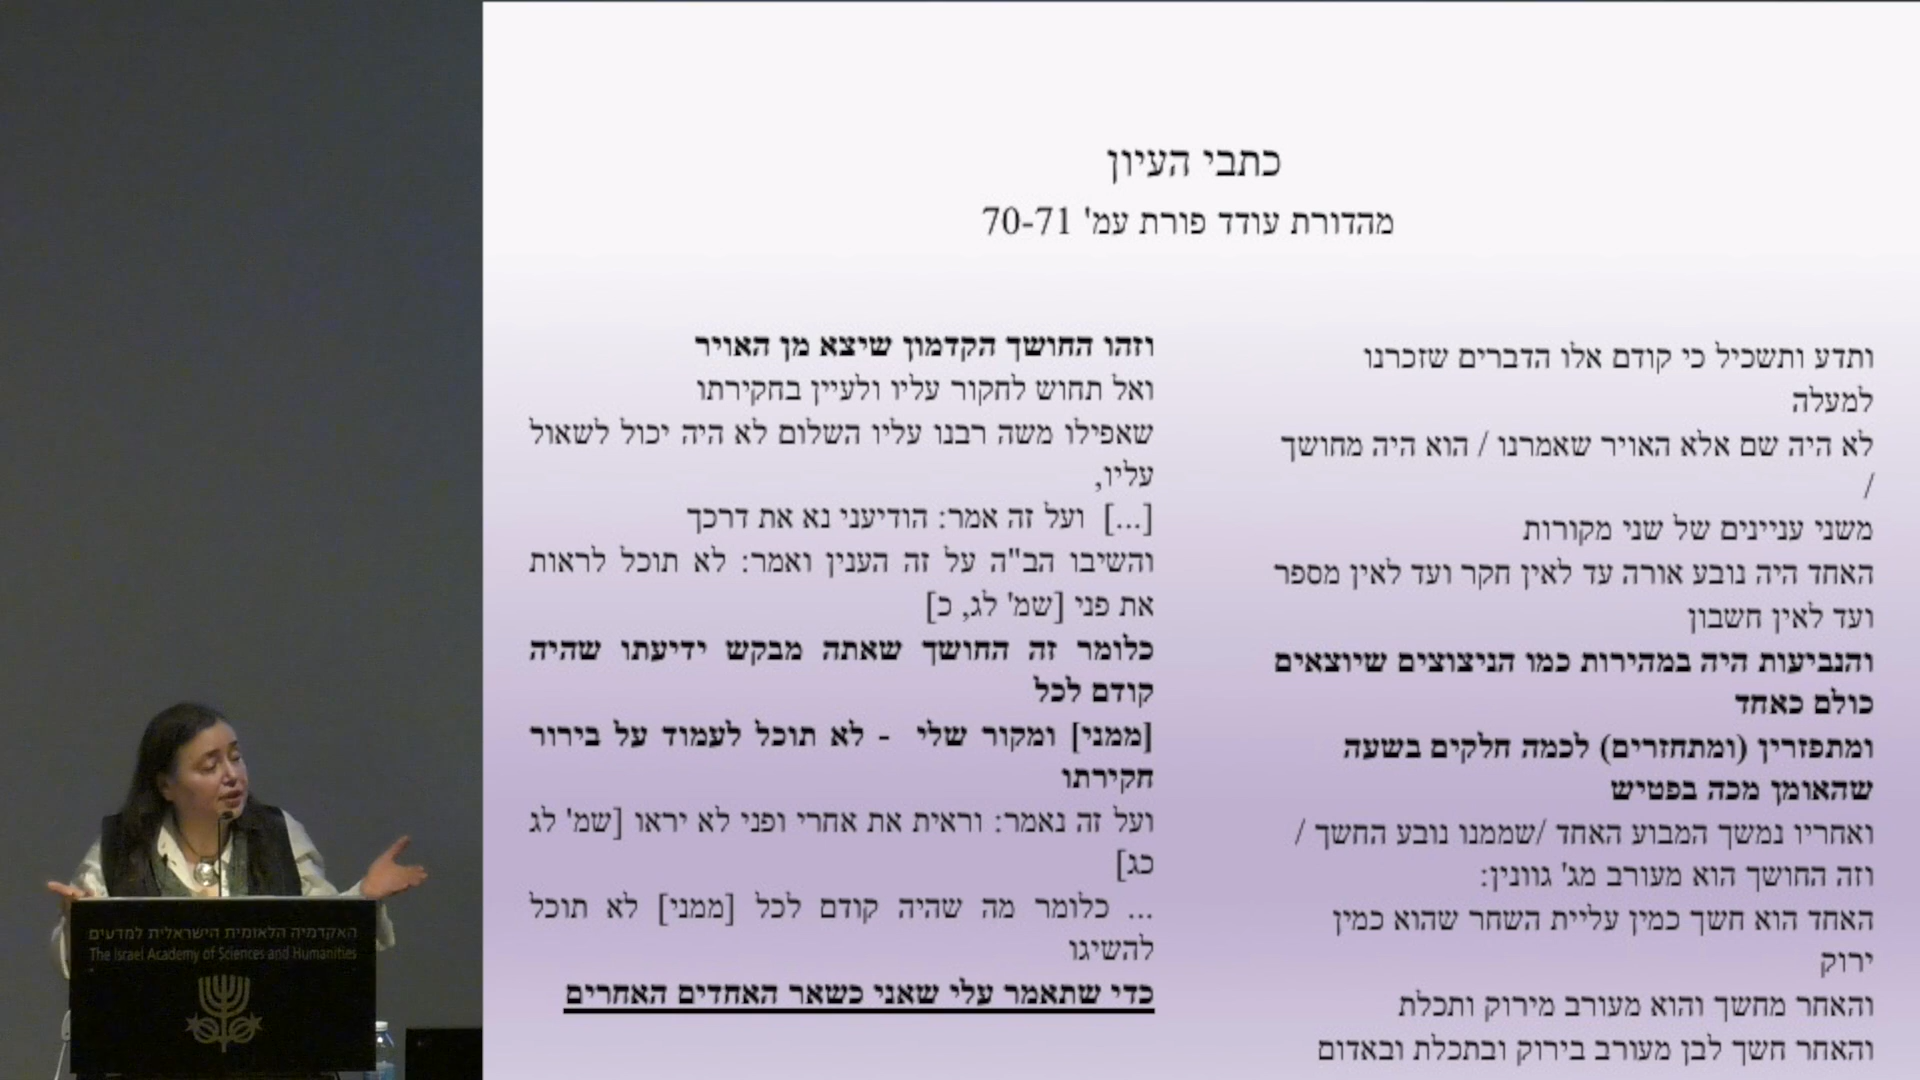 כתבי העיון
מהדורת עודד פורת עמ' 70-71
ותדע ותשכיל כי קודם אלו הדברים שזכרנו
למעלה
לא היה שם אלא האויר שאמרנו / הוא היה מחושך
/
משני עניינים של שני מקורות
האחד היה נובע אורה עד לאין חקר ועד לאין מספר
ועד לאין חשבון
והנביעות היה במהירות כמו הניצוצים שיוצאים
כולם כאחד
ומתפזרין (ומתחזרים) לכמה חלקים בשעה
שהאומן מכה בפטיש
ואחריו נמשך המבוע האחד /שממנו נובע החשך /
וזה החושך הוא מעורב מג' גוונין:
האחד הוא חשך כמין עליית השחר שהוא כמין
ירוק
והאחר מחשך והוא מעורב מירוק ותכלת
והאחר חשך לבן מעורב בירוק ובתכלת ובאדום
וזהו החושך הקדמון שיצא מן האויר
ואל תחוש לחקור עליו ולעיין בחקירתו
שאפילו משה רבנו עליו השלום לא היה יכול לשאול
עליו,
[...] ועל זה אמר: הודיעני נא את דרכך
והשיבו הב"ה על זה הענין ואמר: לא תוכל לראות
את פני [שמ' לג, כ]
כלומר זה החושך שאתה מבקש ידיעתו שהיה
קודם לכל
[ממני] ומקור שלי - לא תוכל לעמוד על בירור
חקירתו
ועל זה נאמר: וראית את אחרי ופני לא יראו [שמ' לג
כג]
... כלומר מה שהיה קודם לכל [ממני] לא תוכל
להשיגו
כדי שתאמר עלי שאני כשאר האחדים האחרים
האקדמיה הלאומית הישראלית למדעים
The Israel Academy of Sciences and Humanities